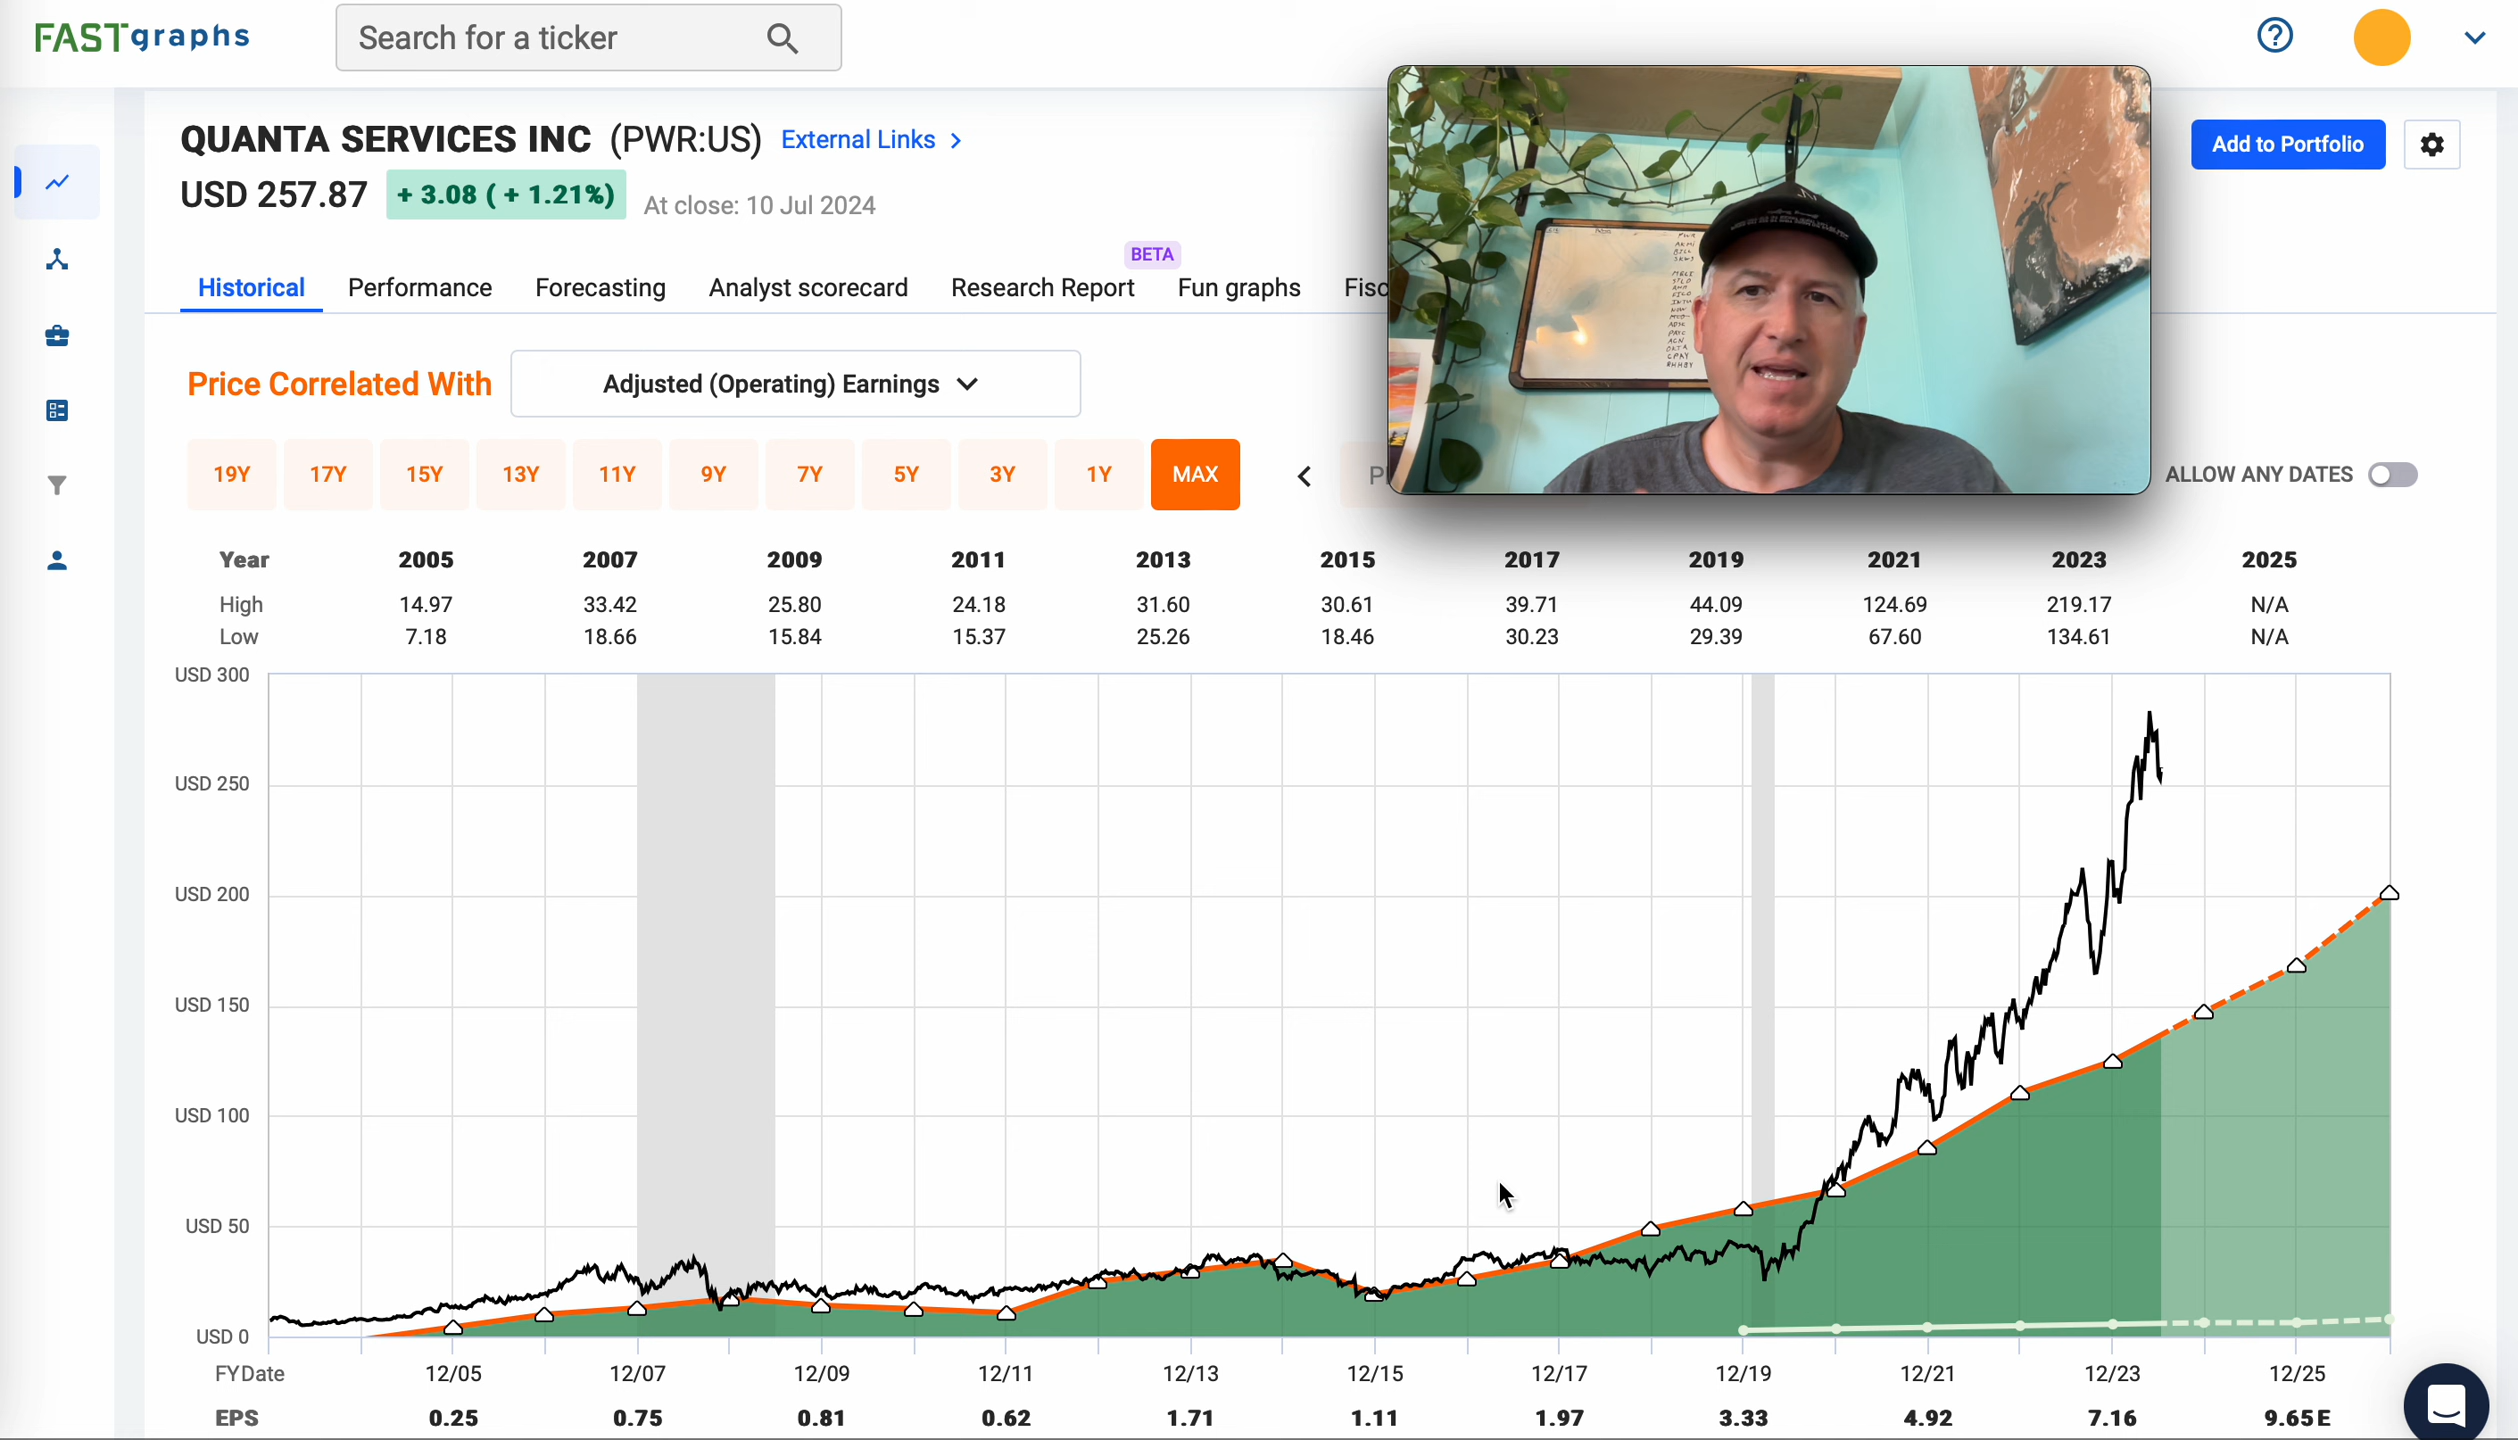 FASTgraphs
Search for a ticker
QUANTA SERVICES INC (PWR:US) External Links
USD 257.87 + 3.08 ( + 1.21%) At close: 10 Jul 2024
BETA
Historical Performance Forecasting Analyst scorecard Research Report Fun graphs Fisc
Add to Portfolio
Price Correlated With Adjusted (Operating) Earnings
19Y 17Y 15Y 13Y 11Y 9Y 7Y 5Y 3Y 1Y MAX
ALLOW ANY DATES
Year 2005 2007 2009 2011 2013 2015 2017 2019 2021 2023 2025
High 14.97 33.42 25.80 24.18 31.60 30.61 39.71 44.09 124.69 219.17 N/A
Low 7.18 18.66 15.84 15.37 25.26 18.46 30.23 29.39 67.60 134.61 N/A
USD 300
USD 250
USD 200
USD 150
USD 100
USD 50
USD 0
FYDate 12/05 12/07 12/09 12/11 12/13 12/15 12/17 12/19 12/21 12/23 12/25
EPS 0.25 0.75 0.81 0.62 1.71 1.11 1.97 3.33 4.92 7.16 9.65E